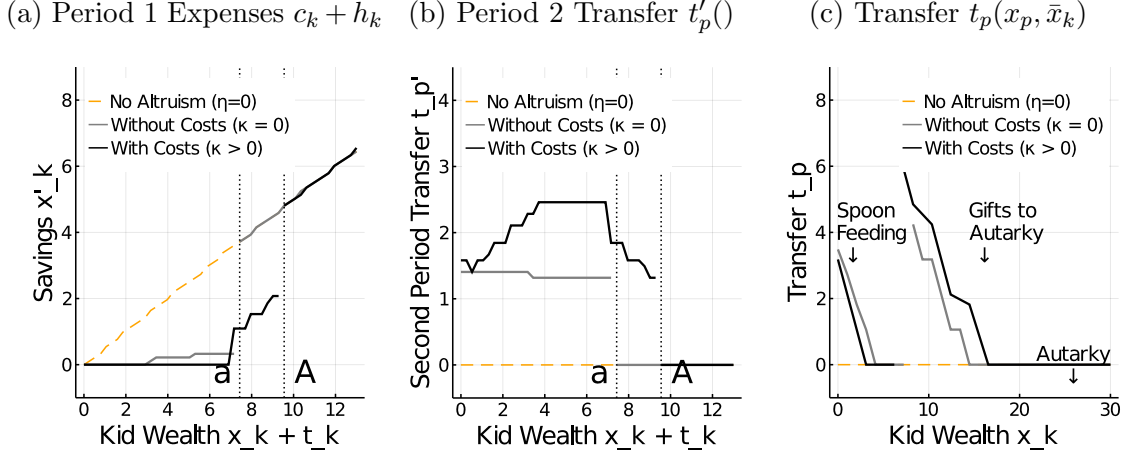 (a) Period 1 Expenses c_k + h_k
(b) Period 2 Transfer t'_p()
(c) Transfer t_p(x_p, x̄_k)
Savings x'_k
8
6
4
2
0
No Altruism (η=0)
Without Costs (κ = 0)
With Costs (κ > 0)
a
A
0 2 4 6 8 10 12
Kid Wealth x_k + t_k
Second Period Transfer t_p'
4
3
2
1
0
No Altruism (η=0)
Without Costs (κ = 0)
With Costs (κ > 0)
a
A
0 2 4 6 8 10 12
Kid Wealth x_k + t_k
Transfer t_p
8
6
4
2
0
No Altruism (η=0)
Without Costs (κ = 0)
With Costs (κ > 0)
Spoon
Feeding
↓
Gifts to
Autarky
↓
Autarky
↓
0 10 20 30
Kid Wealth x_k